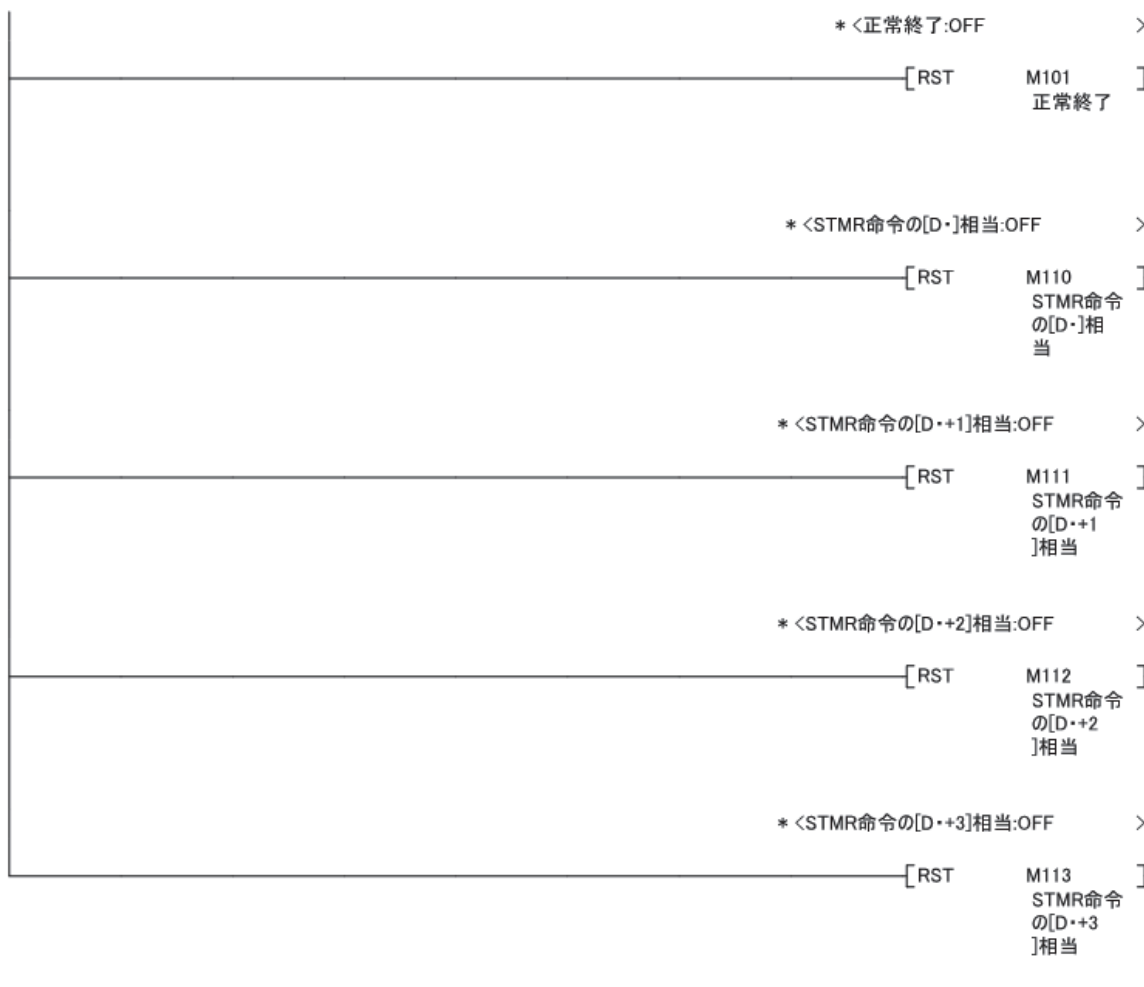 * <正常終了:OFF >
[RST M101 ]
正常終了
* <STMR命令の[D・]相当:OFF >
[RST M110 ]
STMR命令
の[D・]相
当
* <STMR命令の[D・+1]相当:OFF >
[RST M111 ]
STMR命令
の[D・+1
]相当
* <STMR命令の[D・+2]相当:OFF >
[RST M112 ]
STMR命令
の[D・+2
]相当
* <STMR命令の[D・+3]相当:OFF >
[RST M113 ]
STMR命令
の[D・+3
]相当